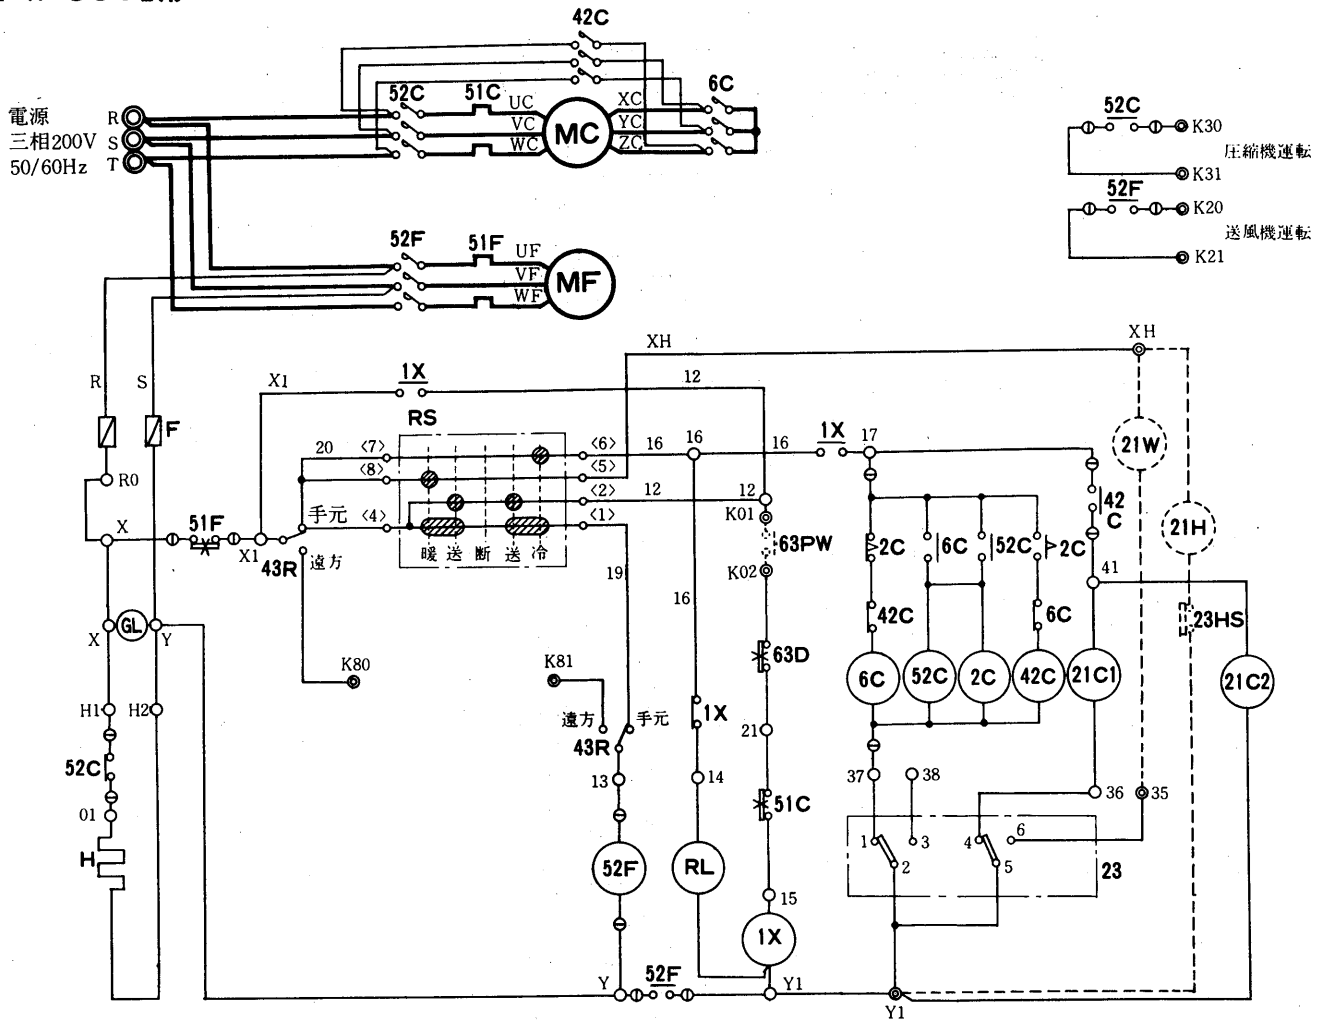 42C
52C
51C
6C
電源
三相200V
50/60Hz
R
S
T
UC
VC
WC
MC
XC
YC
ZC
52C
K30
圧縮機運転
K31
52F
K20
送風機運転
K21
52F
51F
UF
VF
WF
MF
R
S
F
XH
XH
X1
1X
12
RS
20
〈7〉
〈6〉
16
16
16
1X
17
〈8〉
〈5〉
〈2〉
12
12
手元
〈4〉
〈1〉
暖 送 断 送 冷
R0
X
51F
X1
43R
遠方
K01
63PW
K02
21W
42
C
21H
2C
6C
52C
2C
41
19
16
X
GL
Y
42C
6C
23HS
63D
K80
K81
6C
52C
2C
42C
21C1
21C2
H1
H2
遠方
手元
43R
1X
21
52C
13
14
37
38
36
35
01
51C
H
1
2
3
4
5
6
23
52F
RL
15
1X
Y
52F
Y1
Y1